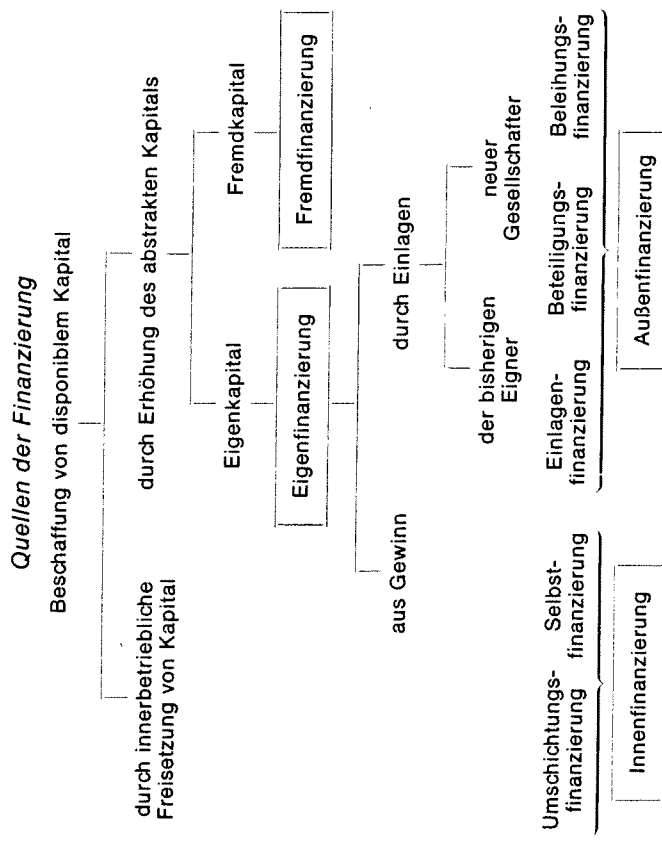 Quellen der Finanzierung
Beschaffung von disponiblem Kapital
durch innerbetriebliche
Freisetzung von Kapital
durch Erhöhung des abstrakten Kapitals
Eigenkapital
Fremdkapital
Eigenfinanzierung
Fremdfinanzierung
aus Gewinn
durch Einlagen
der bisherigen
Eigner
neuer
Gesellschafter
Umschichtungs-
finanzierung
Selbst-
finanzierung
Einlagen-
finanzierung
Beteiligungs-
finanzierung
Beleihungs-
finanzierung
Innenfinanzierung
Außenfinanzierung